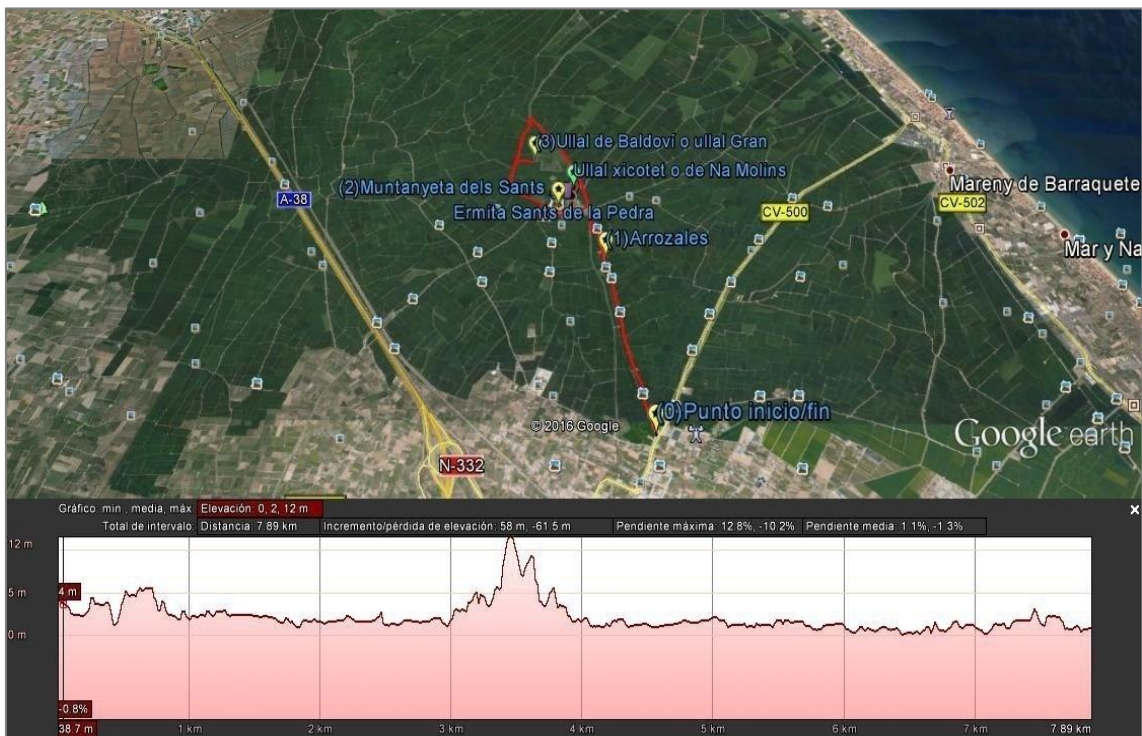 (3)Ullal de Baldoví o ullal Gran
Ullal xicotet o de Na Molins
(2)Muntanyeta dels Sants
Ermita Sants de la Pedra
(1)Arrozales
A-38
CV-500
Mareny de Barraquete
CV-502
Mar y Na
(0)Punto inicio/fin
© 2016 Google
Google earth
N-332
Gráfico min., media, máx Elevación: 0, 2, 12 m
Total de intervalo: Distancia: 7.89 km Incremento/pérdida de elevación: 58 m, -61.5 m Pendiente máxima: 12.8%, -10.2% Pendiente media: 1.1%, -1.3%
12 m
5 m
4 m
0 m
-0.8%
38.7 m 1 km 2 km 3 km 4 km 5 km 6 km 7 km 7.89 km